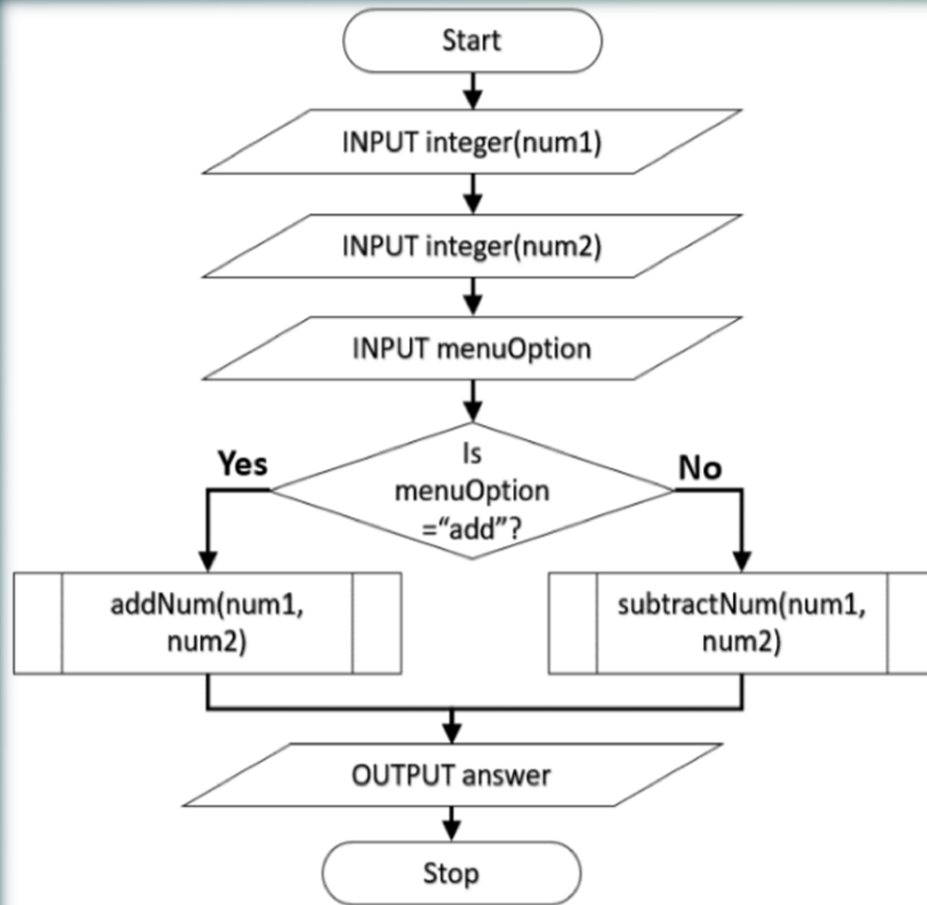 Start
INPUT integer(num1)
INPUT integer(num2)
INPUT menuOption
Is
menuOption
=“add”?
Yes
No
addNum(num1,
num2)
subtractNum(num1,
num2)
OUTPUT answer
Stop